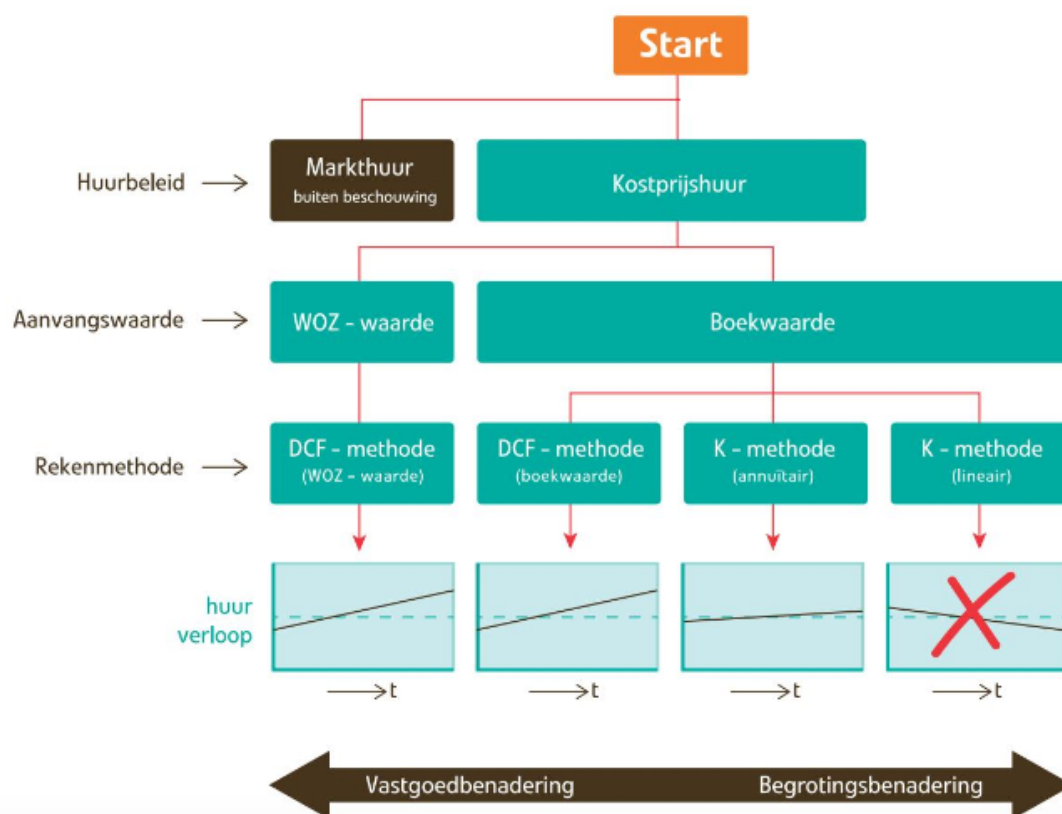 Start
Huurbeleid
Markthuur
buiten beschouwing
Kostprijshuur
Aanvangswaarde
WOZ - waarde
Boekwaarde
Rekenmethode
DCF - methode
(WOZ - waarde)
DCF - methode
(boekwaarde)
K - methode
(annuïtair)
K - methode
(lineair)
huur
verloop
t
t
t
t
Vastgoedbenadering
Begrotingsbenadering